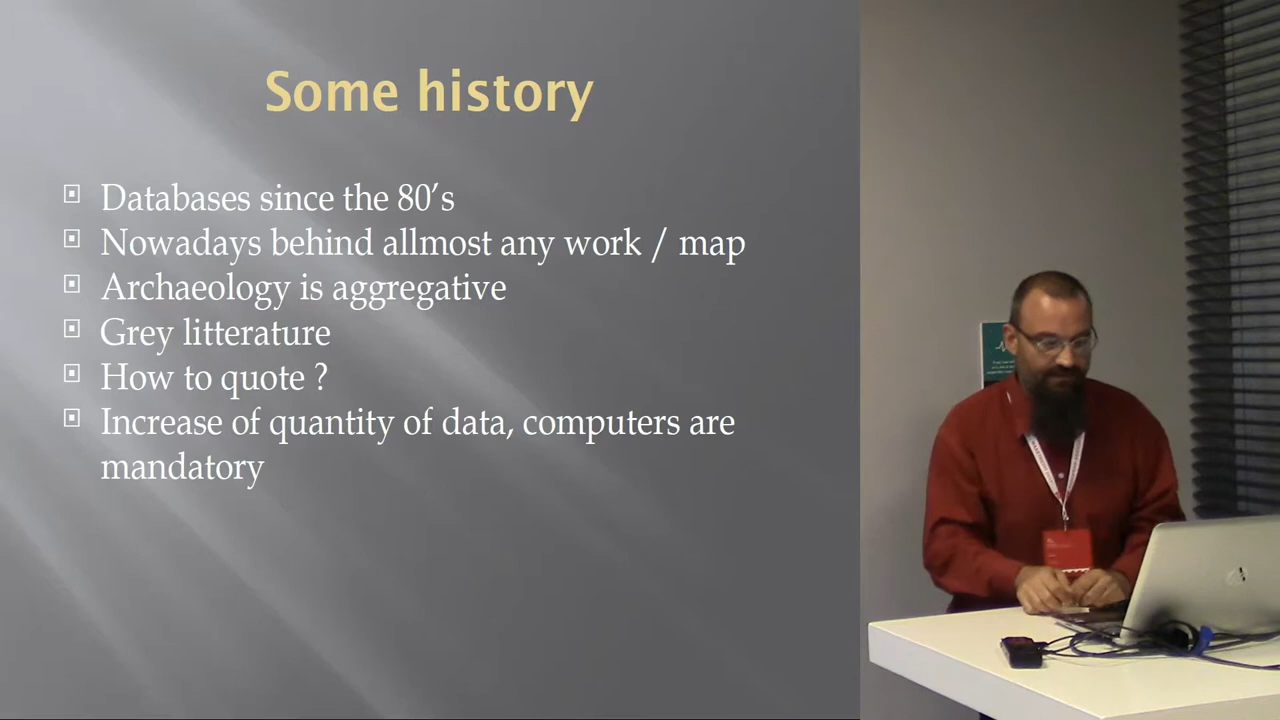 Some history
Databases since the 80’s
Nowadays behind allmost any work / map
Archaeology is aggregative
Grey litterature
How to quote ?
Increase of quantity of data, computers are
mandatory